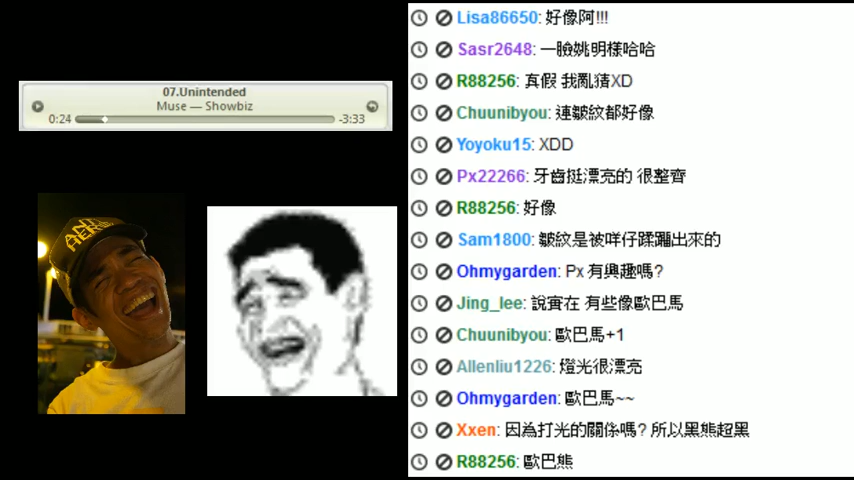 07.Unintended
Muse — Showbiz
0:24 -3:33
ANTI HERO
Lisa86650: 好像阿!!!
Sasr2648: 一臉姚明樣哈哈
R88256: 真假 我亂猜XD
Chuunibyou: 連皺紋都好像
Yoyoku15: XDD
Px22266: 牙齒挺漂亮的 很整齊
R88256: 好像
Sam1800: 皺紋是被咩仔蹂躪出來的
Ohmygarden: Px 有興趣嗎?
Jing_lee: 說實在 有些像歐巴馬
Chuunibyou: 歐巴馬+1
Allenliu1226: 燈光很漂亮
Ohmygarden: 歐巴馬~~
Xxen: 因為打光的關係嗎? 所以黑熊超黑
R88256: 歐巴熊